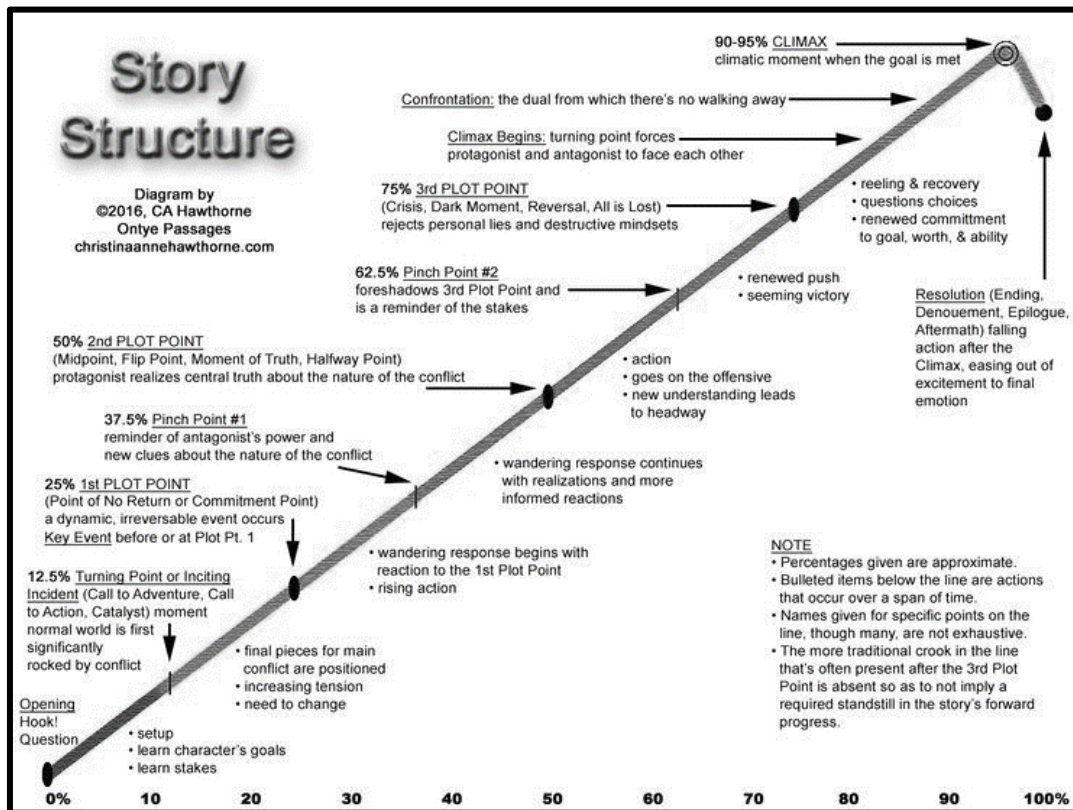 Story
Structure
Diagram by
©2016, CA Hawthorne
Ontye Passages
christinaannehawthorne.com
90-95% CLIMAX
climatic moment when the goal is met
Confrontation: the dual from which there's no walking away
Climax Begins: turning point forces
protagonist and antagonist to face each other
75% 3rd PLOT POINT
(Crisis, Dark Moment, Reversal, All is Lost)
rejects personal lies and destructive mindsets
62.5% Pinch Point #2
foreshadows 3rd Plot Point and
is a reminder of the stakes
50% 2nd PLOT POINT
(Midpoint, Flip Point, Moment of Truth, Halfway Point)
protagonist realizes central truth about the nature of the conflict
37.5% Pinch Point #1
reminder of antagonist's power and
new clues about the nature of the conflict
25% 1st PLOT POINT
(Point of No Return or Commitment Point)
a dynamic, irreversable event occurs
Key Event before or at Plot Pt. 1
12.5% Turning Point or Inciting
Incident (Call to Adventure, Call
to Action, Catalyst) moment
normal world is first
significantly
rocked by conflict
Opening
Hook!
Question
• setup
• learn character's goals
• learn stakes
• final pieces for main
conflict are positioned
• increasing tension
• need to change
• wandering response begins with
reaction to the 1st Plot Point
• rising action
• wandering response continues
with realizations and more
informed reactions
• action
• goes on the offensive
• new understanding leads
to headway
• renewed push
• seeming victory
• reeling & recovery
• questions choices
• renewed committment
to goal, worth, & ability
Resolution (Ending,
Denouement, Epilogue,
Aftermath) falling
action after the
Climax, easing out of
excitement to final
emotion
NOTE
• Percentages given are approximate.
• Bulleted items below the line are actions
that occur over a span of time.
• Names given for specific points on the
line, though many, are not exhaustive.
• The more traditional crook in the line
that's often present after the 3rd Plot
Point is absent so as to not imply a
required standstill in the story's forward
progress.
0% 10 20 30 40 50 60 70 80 90 100%